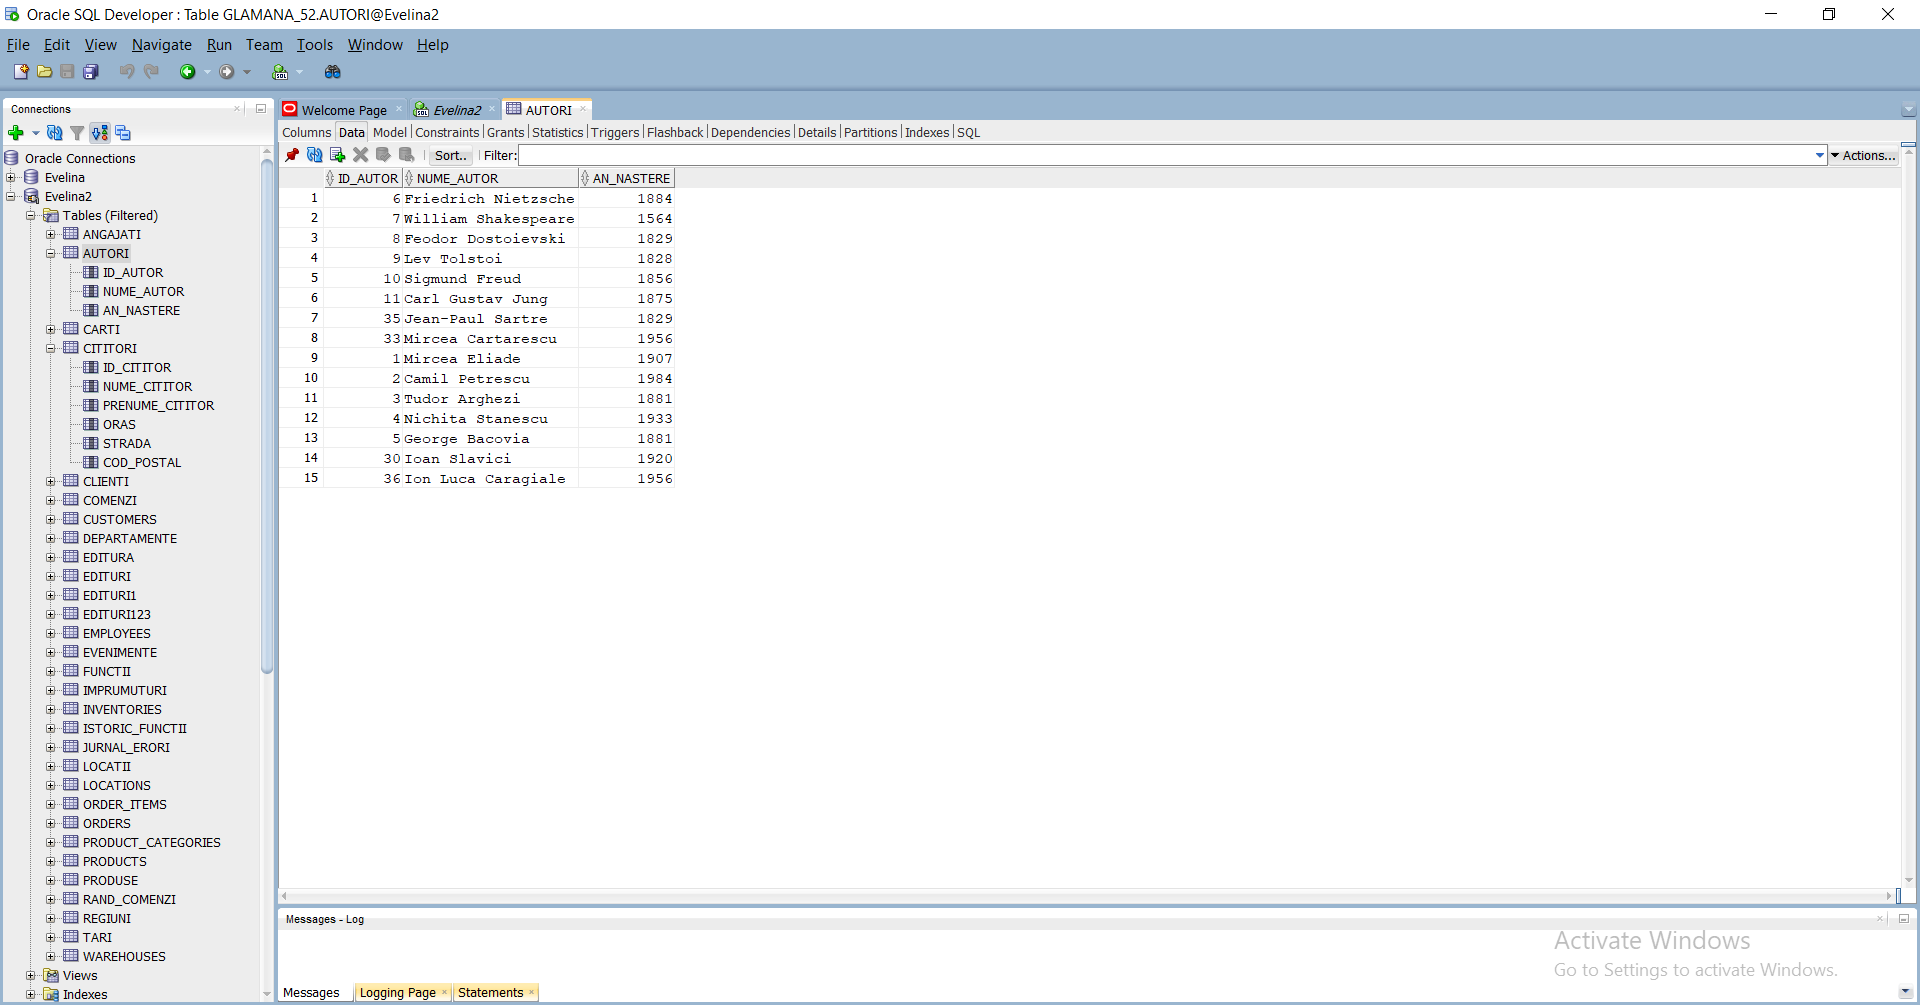 Oracle SQL Developer : Table GLAMANA_52.AUTORI@Evelina2
File Edit View Navigate Run Team Tools Window Help
Connections
Oracle Connections
Evelina
Evelina2
Tables (Filtered)
ANGAJATI
AUTORI
ID_AUTOR
NUME_AUTOR
AN_NASTERE
CARTI
CITITORI
ID_CITITOR
NUME_CITITOR
PRENUME_CITITOR
ORAS
STRADA
COD_POSTAL
CLIENTI
COMENZI
CUSTOMERS
DEPARTAMENTE
EDITURA
EDITURI
EDITURI1
EDITURI123
EMPLOYEES
EVENIMENTE
FUNCTII
IMPRUMUTURI
INVENTORIES
ISTORIC_FUNCTII
JURNAL_ERORI
LOCATII
LOCATIONS
ORDER_ITEMS
ORDERS
PRODUCT_CATEGORIES
PRODUCTS
PRODUSE
RAND_COMENZI
REGIUNI
TARI
WAREHOUSES
Views
Indexes
Welcome Page Evelina2 AUTORI
Columns Data Model Constraints Grants Statistics Triggers Flashback Dependencies Details Partitions Indexes SQL
Sort.. Filter: Actions...
ID_AUTOR NUME_AUTOR AN_NASTERE
1 6 Friedrich Nietzsche 1884
2 7 William Shakespeare 1564
3 8 Feodor Dostoievski 1829
4 9 Lev Tolstoi 1828
5 10 Sigmund Freud 1856
6 11 Carl Gustav Jung 1875
7 35 Jean-Paul Sartre 1829
8 33 Mircea Cartarescu 1956
9 1 Mircea Eliade 1907
10 2 Camil Petrescu 1984
11 3 Tudor Arghezi 1881
12 4 Nichita Stanescu 1933
13 5 George Bacovia 1881
14 30 Ioan Slavici 1920
15 36 Ion Luca Caragiale 1956
Messages - Log
Activate Windows
Go to Settings to activate Windows.
Messages Logging Page Statements